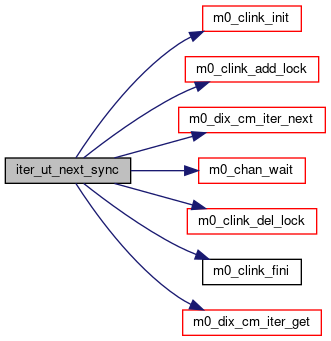 iter_ut_next_sync
m0_clink_init
m0_clink_add_lock
m0_dix_cm_iter_next
m0_chan_wait
m0_clink_del_lock
m0_clink_fini
m0_dix_cm_iter_get